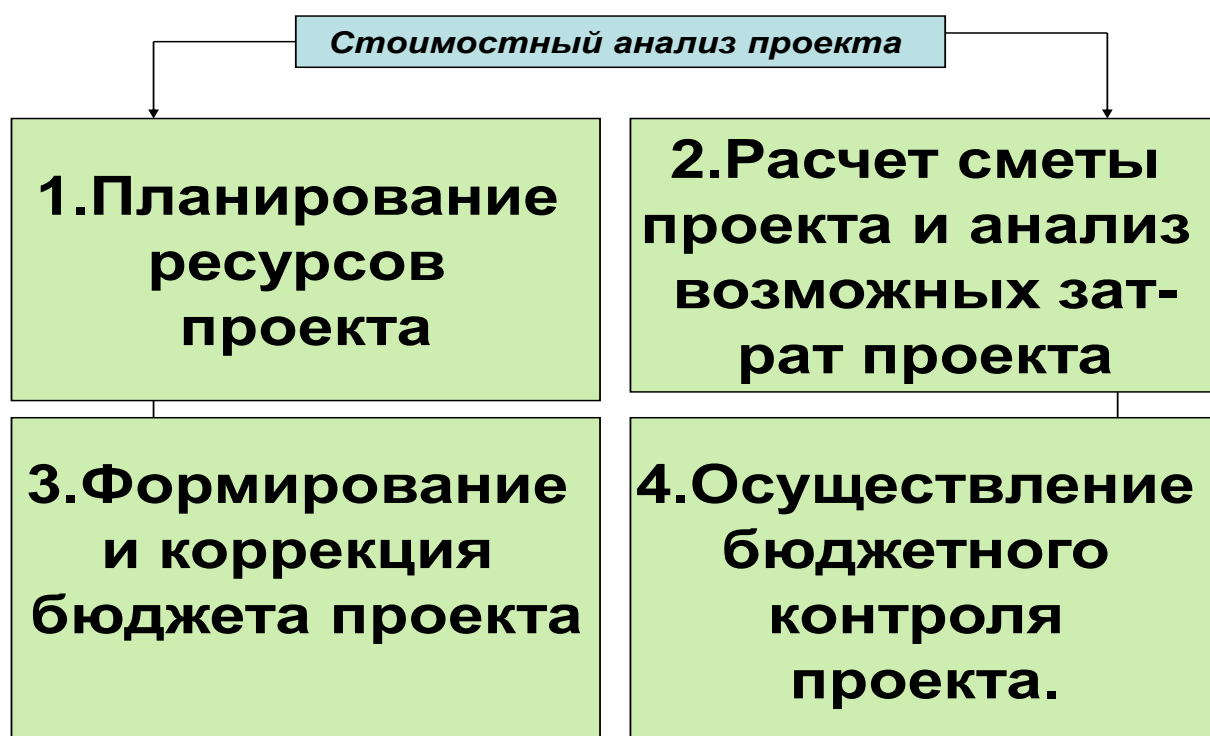 Стоимостный анализ проекта
1.Планирование
ресурсов
проекта
2.Расчет сметы
проекта и анализ
возможных зат-
рат проекта
3.Формирование
и коррекция
бюджета проекта
4.Осуществление
бюджетного
контроля
проекта.